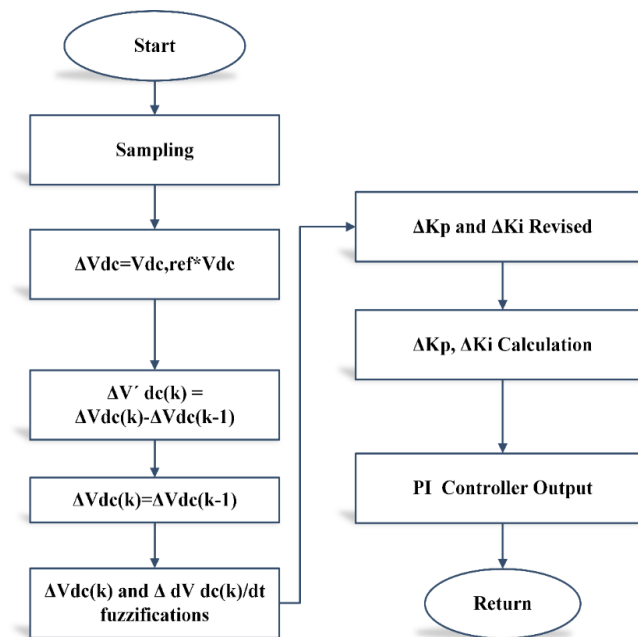 Start
Sampling
ΔVdc=Vdc,ref*Vdc
ΔV´ dc(k) =
ΔVdc(k)-ΔVdc(k-1)
ΔVdc(k)=ΔVdc(k-1)
ΔVdc(k) and Δ dV dc(k)/dt
fuzzifications
ΔKp and ΔKi Revised
ΔKp, ΔKi Calculation
PI Controller Output
Return